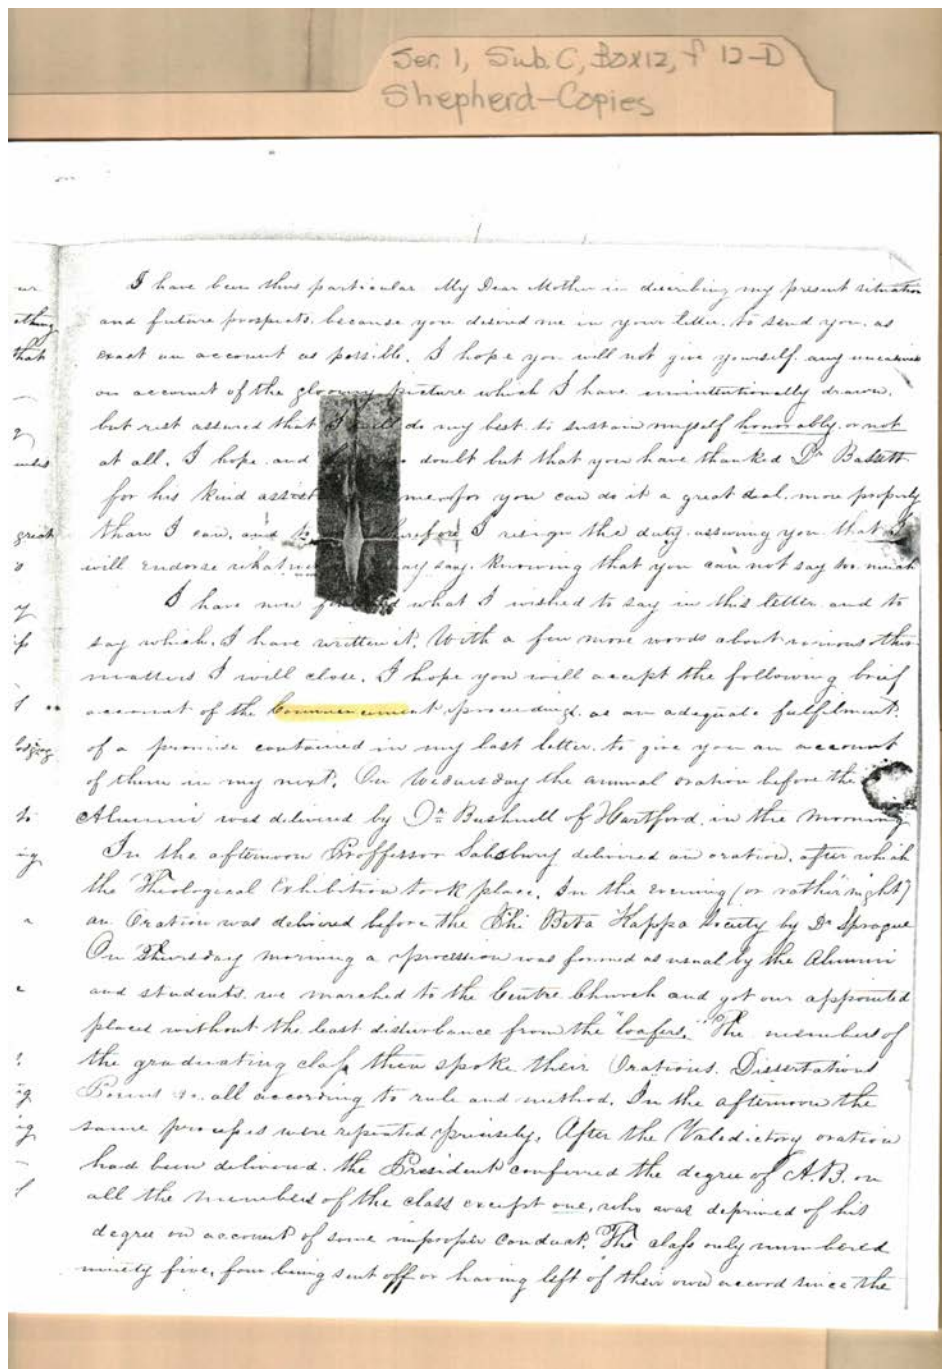 Ser. 1, Sub. C, Box 12, f 12-D
Shepherd-Copies
I have been thus particular My Dear Mother in describing my present situation
and future prospects, because you desired me in your letter, to send you, as
exact an account as possible. I hope you will not give yourself any
on account of the gloomy picture which I have unintentionally drawn,
but rest assured that I will do my best to sustain myself honorably, or not
at all. I hope and doubt but that you have thanked Dr Bassett
for his kind assist me, for you can do it a great deal more properly
than I can, and I resign the duty, assuring you that I
will endorse what ay say, knowing that you can not say too much
I have now what I wished to say in this letter and to
say which, I have written it. With a few more words about various other
matters I will close. I hope you will accept the following brief
account of the Commencement proceedings, as an adequate fulfilment
of a promise contained in my last letter, to give you an account
of them in my next. On Wednesday the annual oration before the
Alumni was delivered by Dr Bushnell of Hartford, in the morning
In the afternoon Proffessor Salisbury delivered an oration, after which
the Theological Exhibition took place. In the evening (or rather "night")
an Oration was delivered before the Phi Beta Kappa Society by Dr Sprague
On Thursday morning a procession was formed as usual by the Alumni
and students, we marched to the Centre Church and got our appointed
places without the least disturbance from the "loafers." The members of
the graduating class then spoke their Orations, Dissertations
Poems &c. all according to rule and method. In the afternoon the
same processes were repeated precisely. After the Valedictory oration
had been delivered, the President conferred the degree of A.B. on
all the members of the class except one, who was deprived of his
degree on account of some improper conduct. The class only numbered
ninety five, four being sent off or having left of their own accord since the
othing
that
great